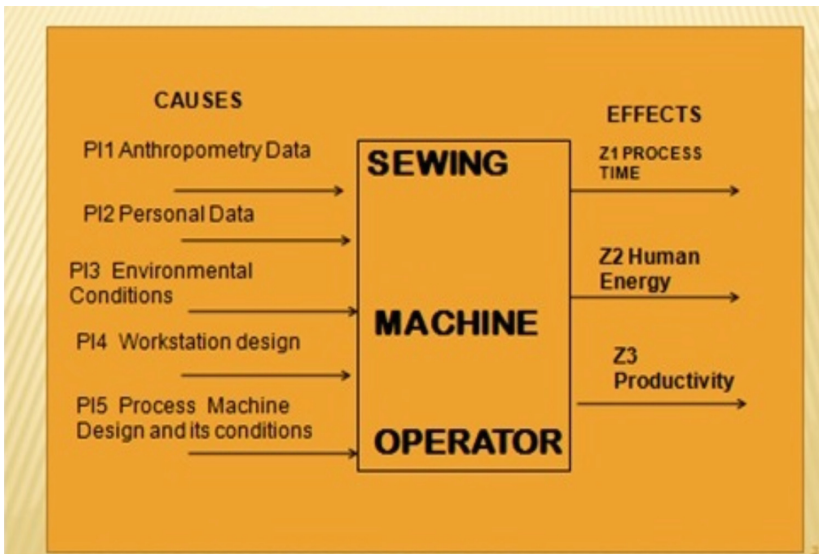 CAUSES
PI1 Anthropometry Data
PI2 Personal Data
PI3 Environmental
Conditions
PI4 Workstation design
PI5 Process Machine
Design and its conditions
SEWING
MACHINE
OPERATOR
EFFECTS
Z1 PROCESS
TIME
Z2 Human
Energy
Z3
Productivity